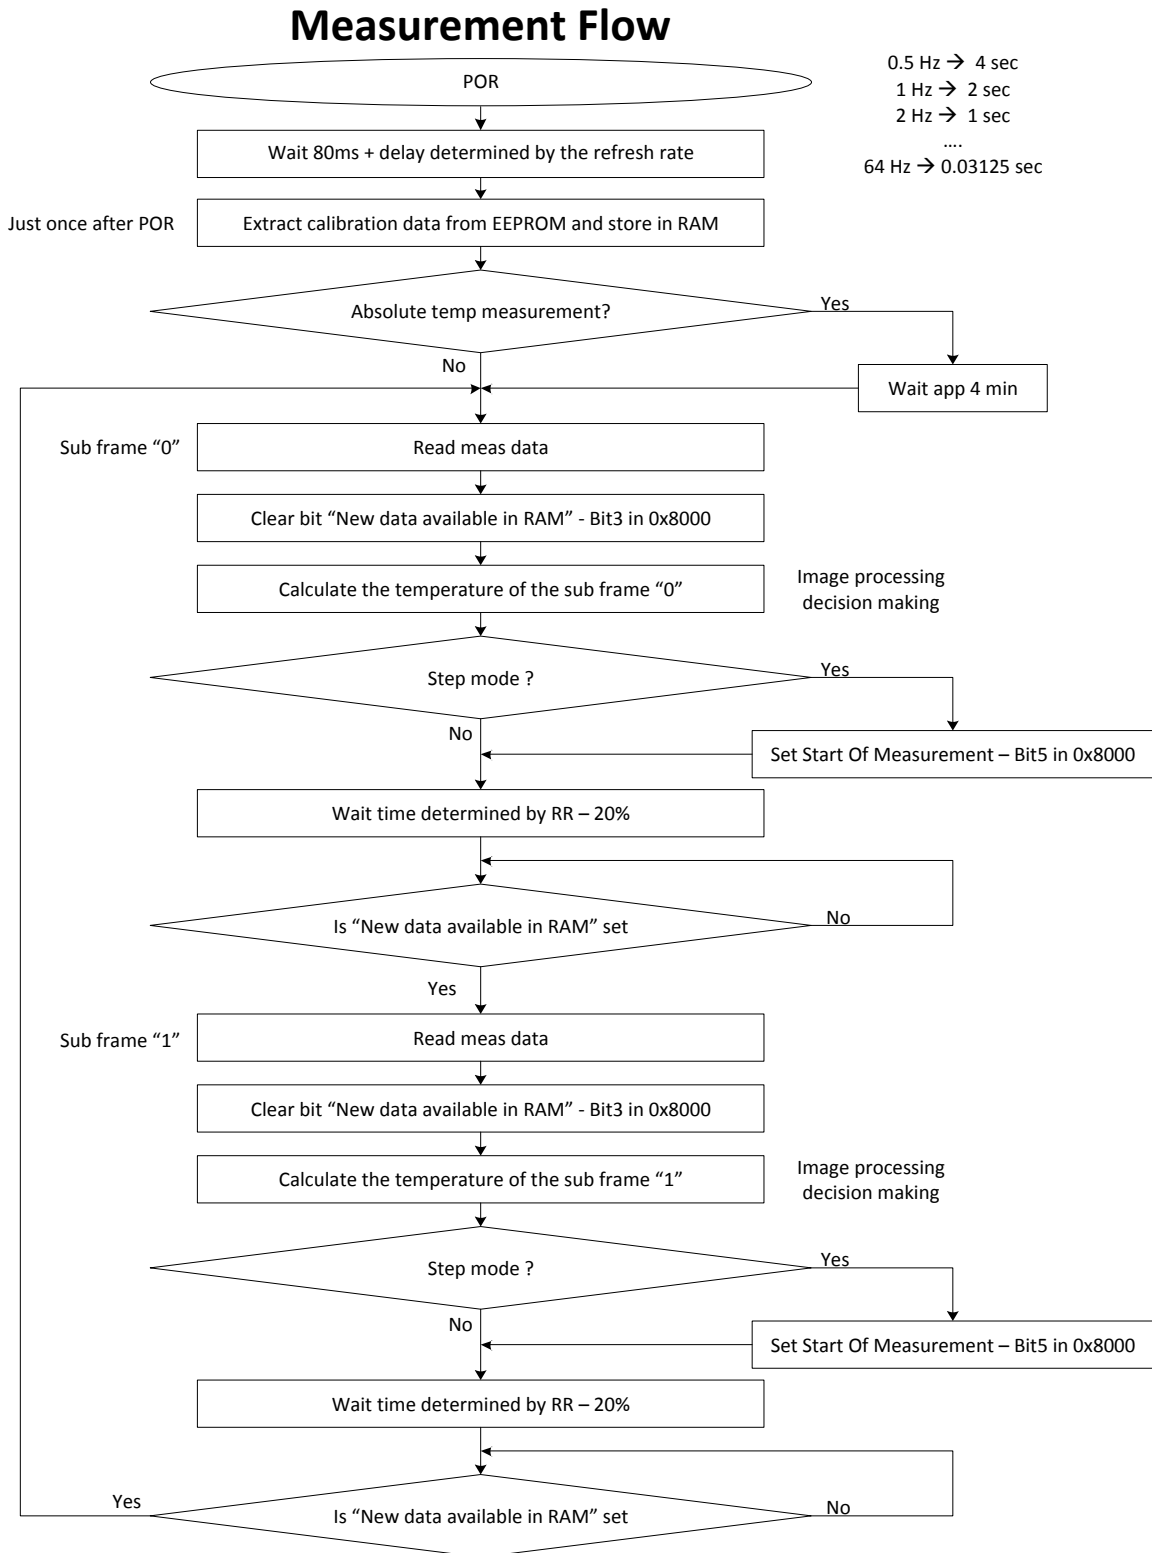 Measurement Flow
0.5 Hz → 4 sec
1 Hz → 2 sec
2 Hz → 1 sec
....
64 Hz → 0.03125 sec
POR
Wait 80ms + delay determined by the refresh rate
Just once after POR
Extract calibration data from EEPROM and store in RAM
Absolute temp measurement?
Yes
No
Wait app 4 min
Sub frame “0”
Read meas data
Clear bit “New data available in RAM” - Bit3 in 0x8000
Calculate the temperature of the sub frame “0”
Image processing
decision making
Step mode ?
Yes
No
Set Start Of Measurement – Bit5 in 0x8000
Wait time determined by RR – 20%
Is “New data available in RAM” set
No
Yes
Sub frame “1”
Read meas data
Clear bit “New data available in RAM” - Bit3 in 0x8000
Calculate the temperature of the sub frame “1”
Image processing
decision making
Step mode ?
Yes
No
Set Start Of Measurement – Bit5 in 0x8000
Wait time determined by RR – 20%
Yes
Is “New data available in RAM” set
No